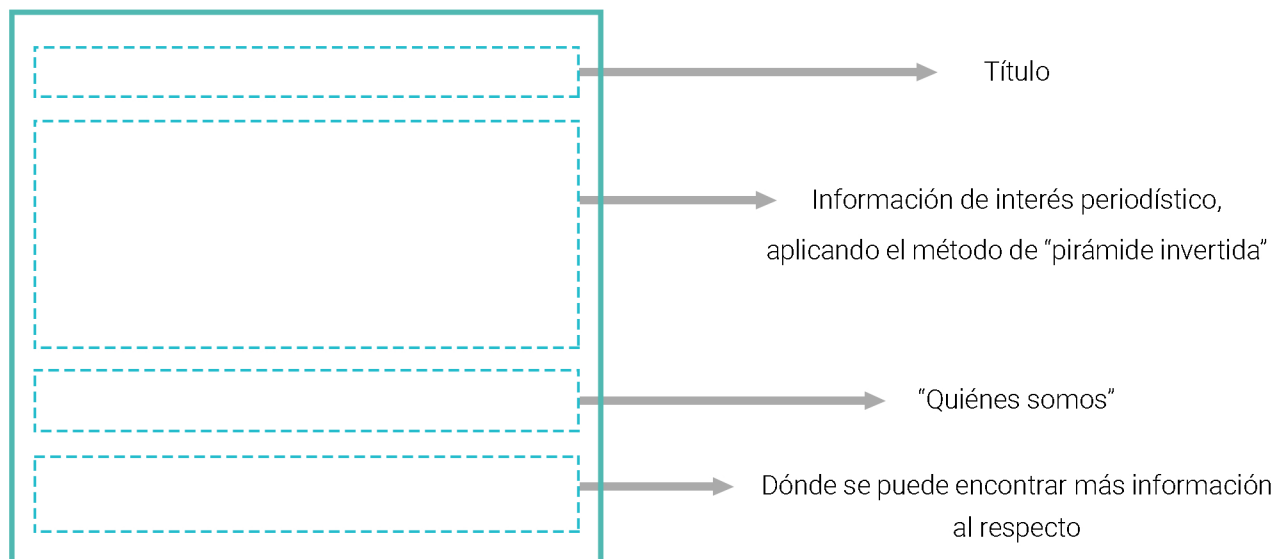 Título
Información de interés periodístico,
aplicando el método de “pirámide invertida”
“Quiénes somos”
Dónde se puede encontrar más información
al respecto